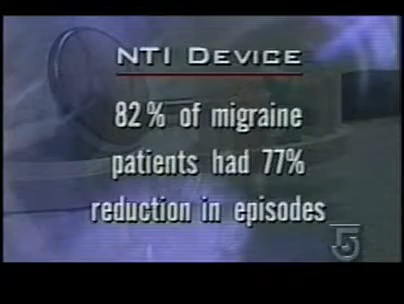 NTI DEVICE
82% of migraine
patients had 77%
reduction in episodes
5